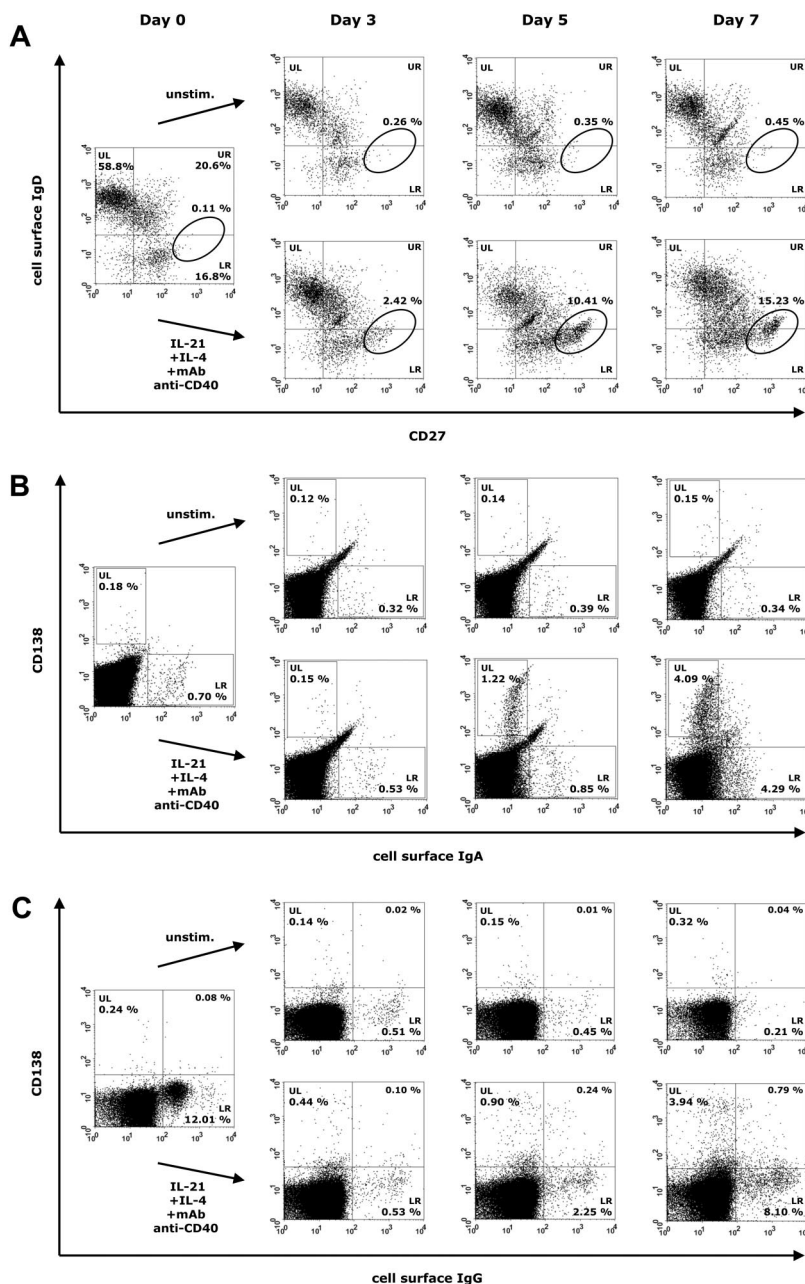 Day 0 Day 3 Day 5 Day 7
A
cell surface IgD
unstim.
UL UR
0.26 %
LR
UL UR
0.35 %
LR
UL UR
0.45 %
LR
UL UR
58.8% 20.6%
0.11 %
LR
16.8%
IL-21
+IL-4
+mAb
anti-CD40
UL UR
2.42 %
LR
UL UR
10.41 %
LR
UL UR
15.23 %
LR
CD27
B
CD138
unstim.
UL
0.12 %
LR
0.32 %
UL
0.14
LR
0.39 %
UL
0.15 %
LR
0.34 %
UL
0.18 %
LR
0.70 %
IL-21
+IL-4
+mAb
anti-CD40
UL
0.15 %
LR
0.53 %
UL
1.22 %
LR
0.85 %
UL
4.09 %
LR
4.29 %
cell surface IgA
C
CD138
unstim.
UL 0.02 %
0.14 %
LR
0.51 %
UL 0.01 %
0.15 %
LR
0.45 %
UL 0.04 %
0.32 %
LR
0.21 %
UL 0.08 %
0.24 %
LR
12.01 %
IL-21
+IL-4
+mAb
anti-CD40
UL 0.10 %
0.44 %
LR
0.53 %
UL 0.24 %
0.90 %
LR
2.25 %
UL 0.79 %
3.94 %
LR
8.10 %
cell surface IgG